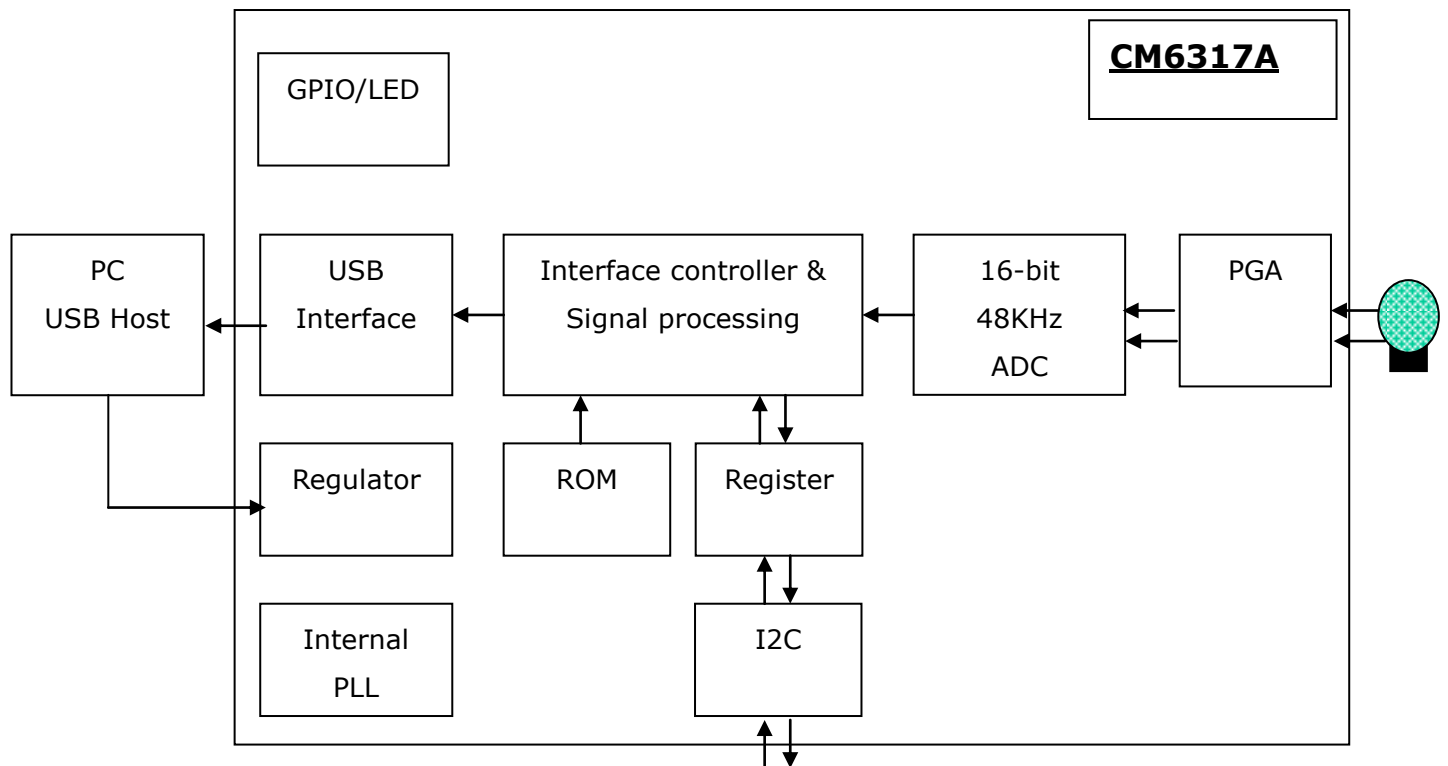 CM6317A
GPIO/LED
PC
USB Host
USB
Interface
Interface controller &
Signal processing
16-bit
48KHz
ADC
PGA
Regulator
ROM
Register
Internal
PLL
I2C